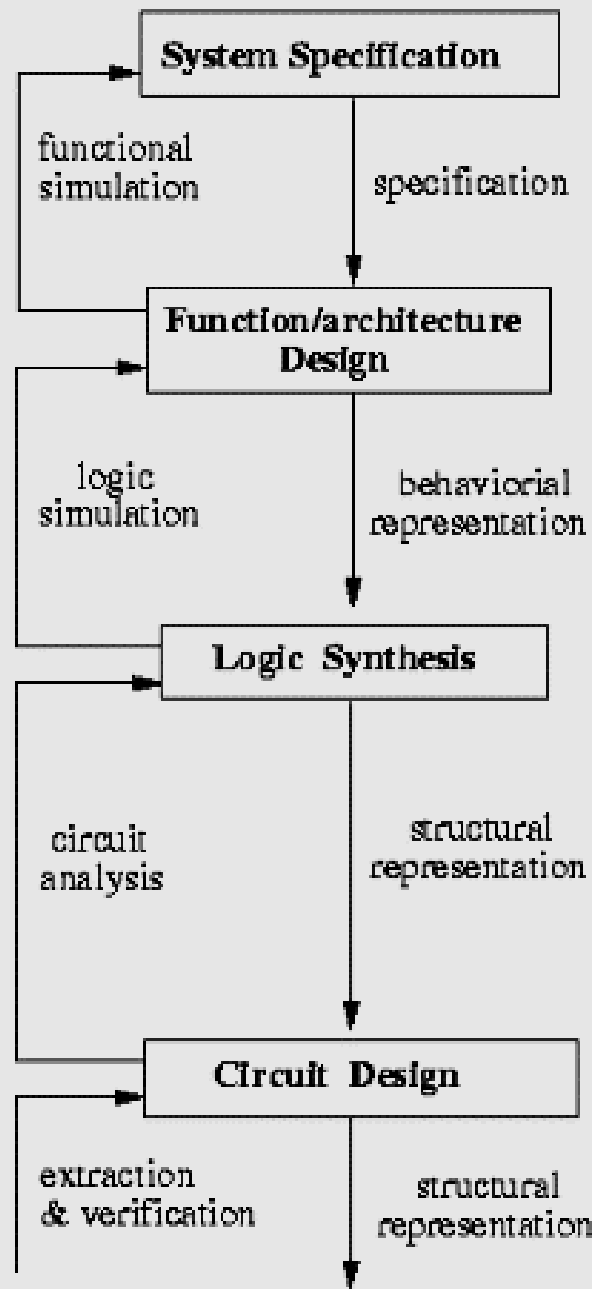 System Specification
functional
simulation
specification
Function/architecture
Design
logic
simulation
behaviorial
representation
Logic Synthesis
circuit
analysis
structural
representation
Circuit Design
extraction
& verification
structural
representation